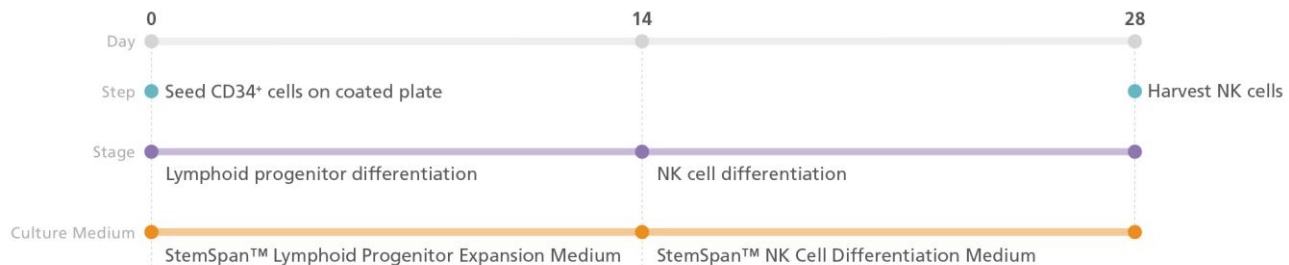 0 14 28
Day
Step Seed CD34⁺ cells on coated plate Harvest NK cells
Stage
Lymphoid progenitor differentiation NK cell differentiation
Culture Medium
StemSpan™ Lymphoid Progenitor Expansion Medium StemSpan™ NK Cell Differentiation Medium